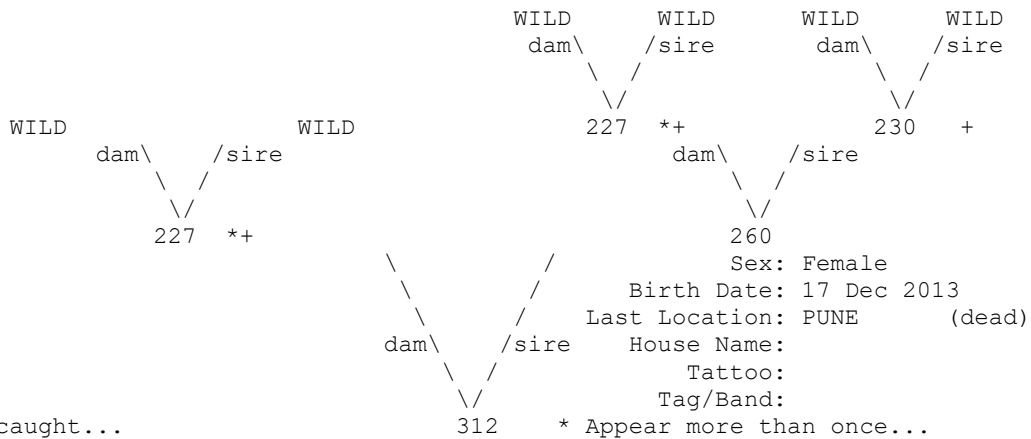 WILD WILD WILD WILD
dam\ /sire dam\ /sire
\ / \ /
\/ \/
WILD WILD 227 *+ 230 +
dam\ /sire dam\ /sire
\ / \ /
\/ \/
227 *+ 260
\ / Sex: Female
\ / Birth Date: 17 Dec 2013
\ / Last Location: PUNE (dead)
dam\ /sire House Name:
\ / Tattoo:
\/ Tag/Band:
caught... 312 * Appear more than once...